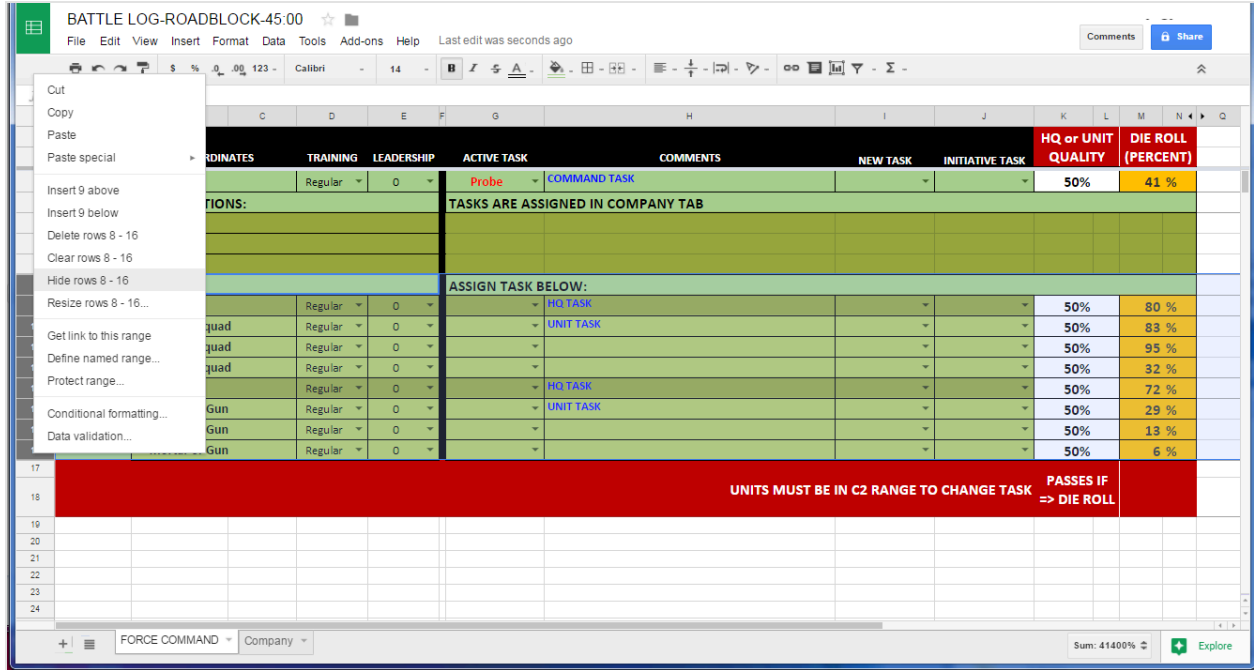 BATTLE LOG-ROADBLOCK-45:00
File Edit View Insert Format Data Tools Add-ons Help Last edit was seconds ago
Comments Share
$ % .0 .00 123 Calibri 14 B I S A
Cut
Copy
Paste
Paste special
Insert 9 above
Insert 9 below
Delete rows 8 - 16
Clear rows 8 - 16
Hide rows 8 - 16
Resize rows 8 - 16...
Get link to this range
Define named range...
Protect range...
Conditional formatting...
Data validation...
C D E F G H I J K L M N O
RDINATES TRAINING LEADERSHIP ACTIVE TASK COMMENTS NEW TASK INITIATIVE TASK HQ or UNIT QUALITY DIE ROLL (PERCENT)
Regular 0 Probe COMMAND TASK 50% 41 %
TIONS: TASKS ARE ASSIGNED IN COMPANY TAB
ASSIGN TASK BELOW:
Regular 0 HQ TASK 50% 80 %
quad Regular 0 UNIT TASK 50% 83 %
quad Regular 0 50% 95 %
quad Regular 0 50% 32 %
Regular 0 HQ TASK 50% 72 %
Gun Regular 0 UNIT TASK 50% 29 %
Gun Regular 0 50% 13 %
Gun Regular 0 50% 6 %
17
18 UNITS MUST BE IN C2 RANGE TO CHANGE TASK PASSES IF => DIE ROLL
19
20
21
22
23
24
FORCE COMMAND Company Sum: 41400% Explore